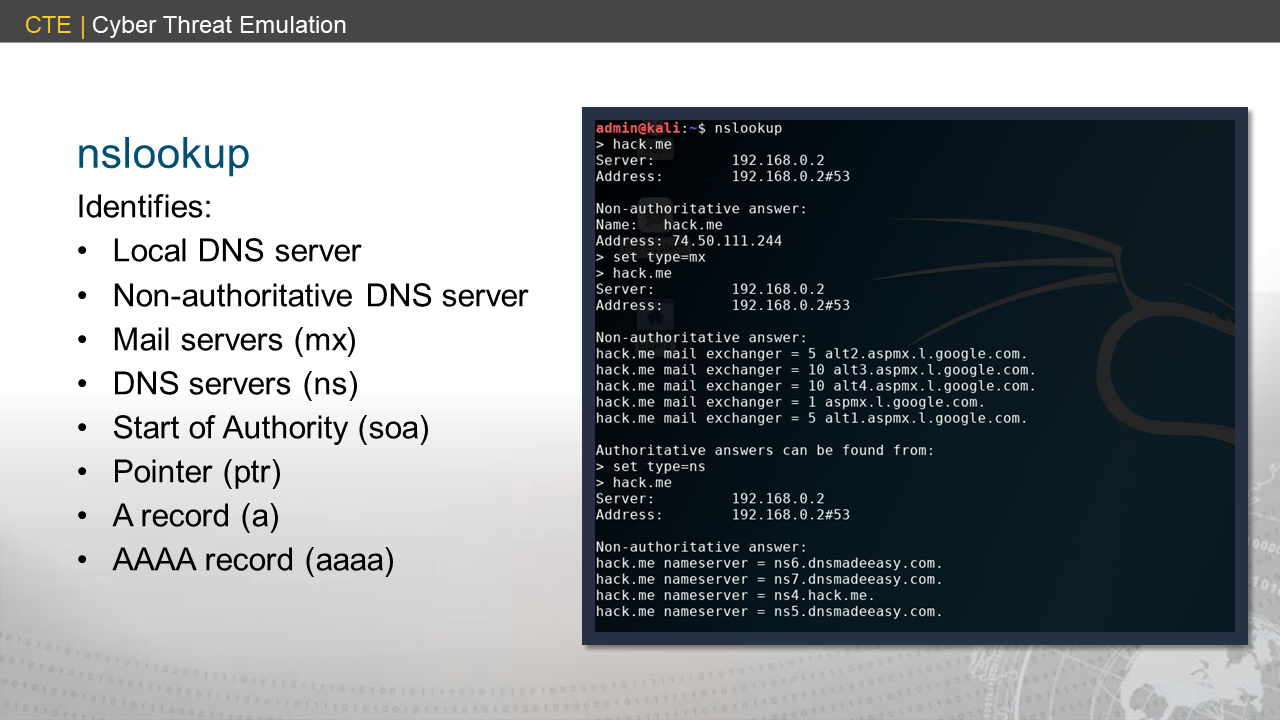 CTE | Cyber Threat Emulation
nslookup
Identifies:
• Local DNS server
• Non-authoritative DNS server
• Mail servers (mx)
• DNS servers (ns)
• Start of Authority (soa)
• Pointer (ptr)
• A record (a)
• AAAA record (aaaa)
admin@kali:~$ nslookup
> hack.me
Server: 192.168.0.2
Address: 192.168.0.2#53
Non-authoritative answer:
Name: hack.me
Address: 74.50.111.244
> set type=mx
> hack.me
Server: 192.168.0.2
Address: 192.168.0.2#53
Non-authoritative answer:
hack.me mail exchanger = 5 alt2.aspmx.l.google.com.
hack.me mail exchanger = 10 alt3.aspmx.l.google.com.
hack.me mail exchanger = 10 alt4.aspmx.l.google.com.
hack.me mail exchanger = 1 aspmx.l.google.com.
hack.me mail exchanger = 5 alt1.aspmx.l.google.com.
Authoritative answers can be found from:
> set type=ns
> hack.me
Server: 192.168.0.2
Address: 192.168.0.2#53
Non-authoritative answer:
hack.me nameserver = ns6.dnsmadeeasy.com.
hack.me nameserver = ns7.dnsmadeeasy.com.
hack.me nameserver = ns4.hack.me.
hack.me nameserver = ns5.dnsmadeeasy.com.